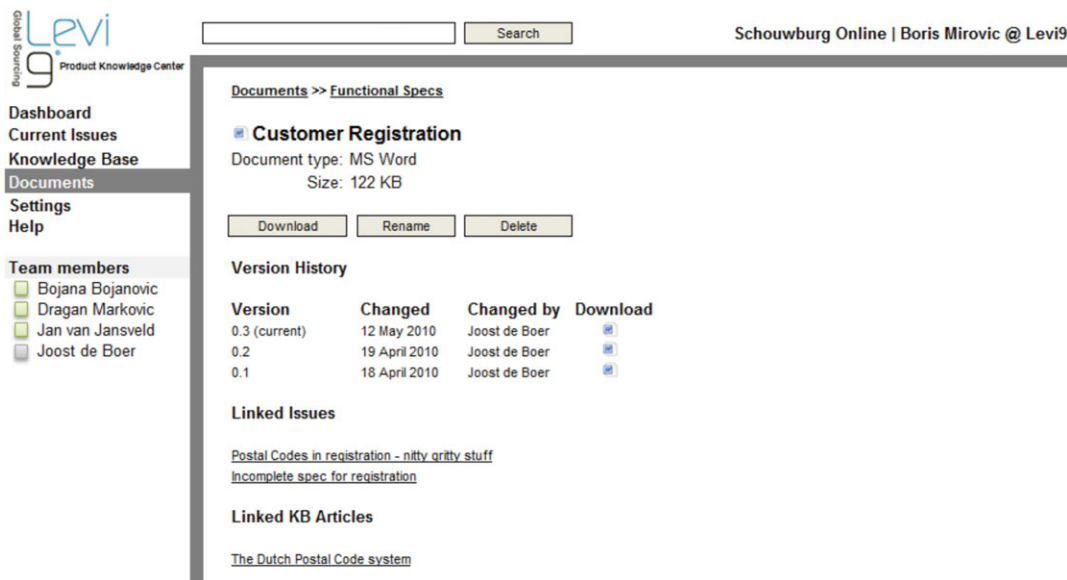 Global Sourcing
Levi
9
Product Knowledge Center
Search
Schouwburg Online | Boris Mirovic @ Levi9
Dashboard
Current Issues
Knowledge Base
Documents
Settings
Help
Team members
Bojana Bojanovic
Dragan Markovic
Jan van Jansveld
Joost de Boer
Documents >> Functional Specs
Customer Registration
Document type: MS Word
Size: 122 KB
Download Rename Delete
Version History
Version Changed Changed by Download
0.3 (current) 12 May 2010 Joost de Boer
0.2 19 April 2010 Joost de Boer
0.1 18 April 2010 Joost de Boer
Linked Issues
Postal Codes in registration - nitty gritty stuff
Incomplete spec for registration
Linked KB Articles
The Dutch Postal Code system